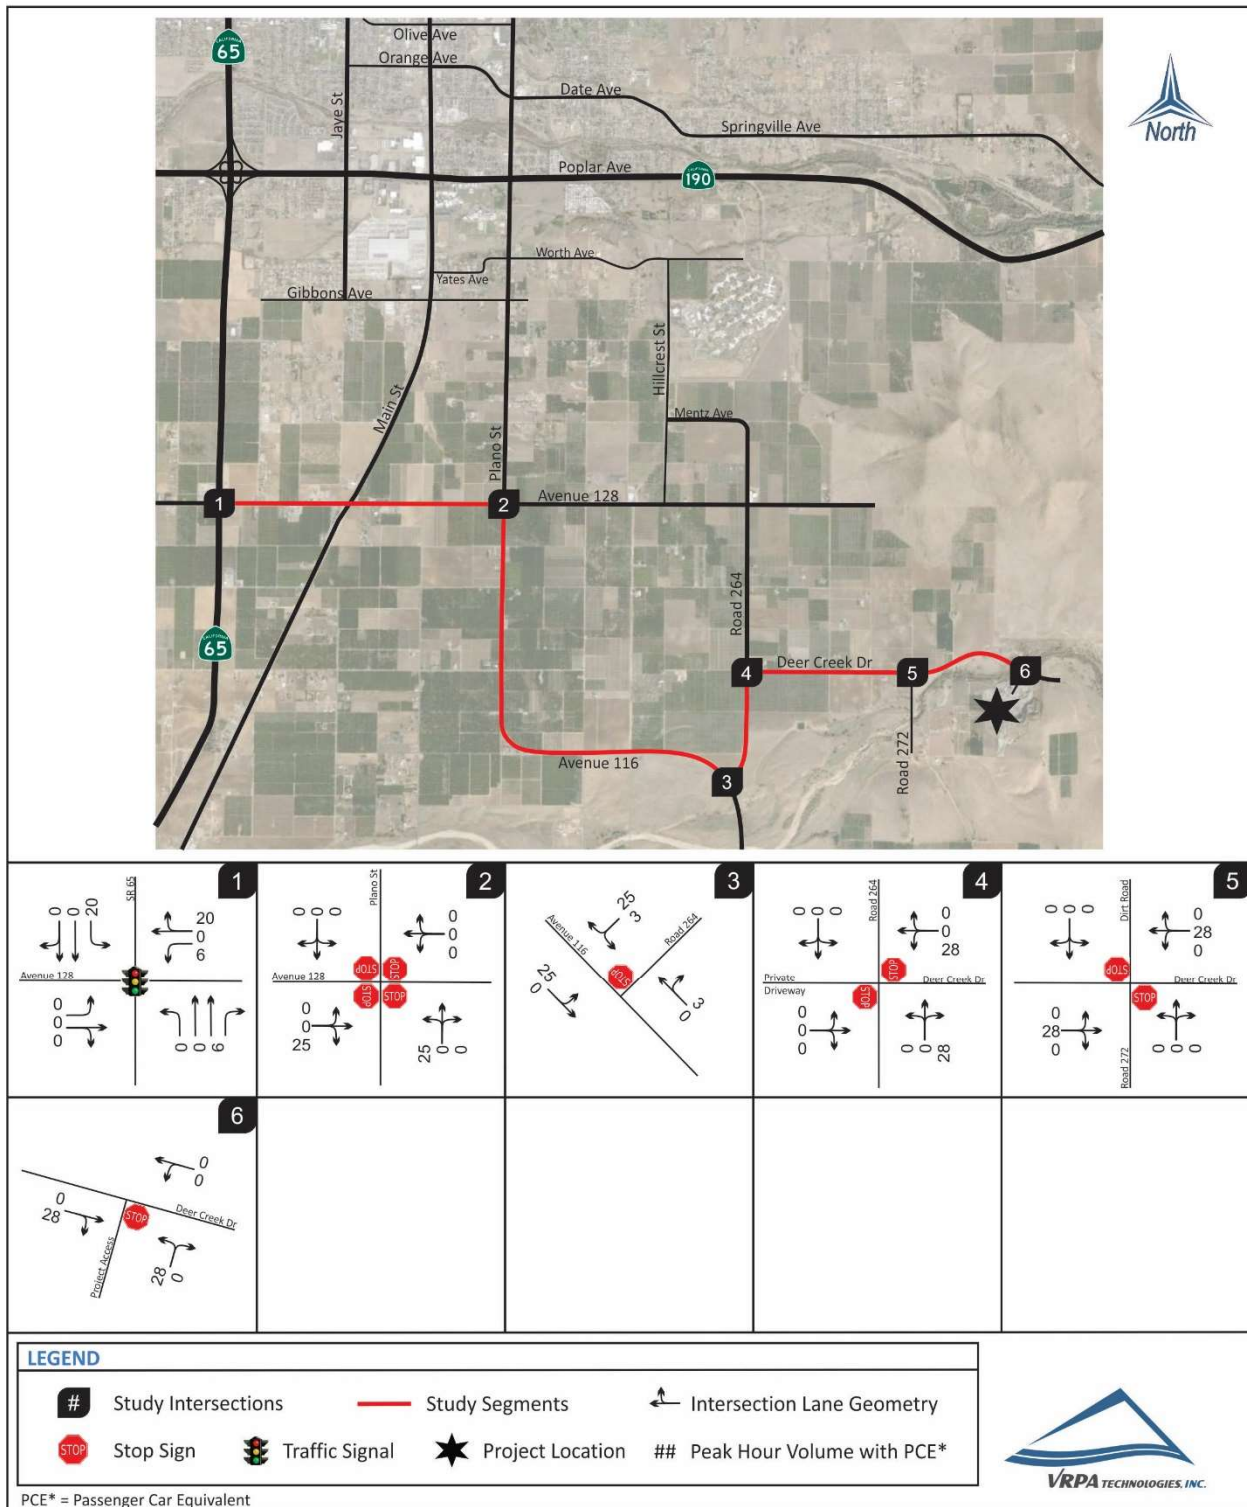 CALIFORNIA
65
Olive Ave
Orange Ave
Jaye St
Date Ave
Springville Ave
North
Poplar Ave
CALIFORNIA
190
Worth Ave
Yates Ave
Gibbons Ave
Hillcrest St
Main St
Mentz Ave
Plano St
1
2
Avenue 128
Road 264
CALIFORNIA
65
4
Deer Creek Dr
5
6
Avenue 116
3
Road 272
1
SR 65
0 0 20
20
0
6
Avenue 128
0
0
0
0 0 6 0
2
Plano St
0 0 0
0
0
0
STOP STOP
Avenue 128
STOP STOP
0
0
25
25 0 0
3
25
3
Avenue 116
Road 264
25
0
STOP
3
0
4
0 0 0
Road 264
0
0
28
STOP
Private
Driveway
Deer Creek Dr
STOP
0
0
0
0 0 28
5
0 0 0
Dirt Road
0
28
0
STOP
Deer Creek Dr
STOP
0
28
0
Road 272
0 0 0
6
0
0
0
28
STOP
Deer Creek Dr
Project Access
28 0
LEGEND
# Study Intersections
Study Segments
Intersection Lane Geometry
STOP Stop Sign
Traffic Signal
Project Location
## Peak Hour Volume with PCE*
VRPA TECHNOLOGIES, INC.
PCE* = Passenger Car Equivalent